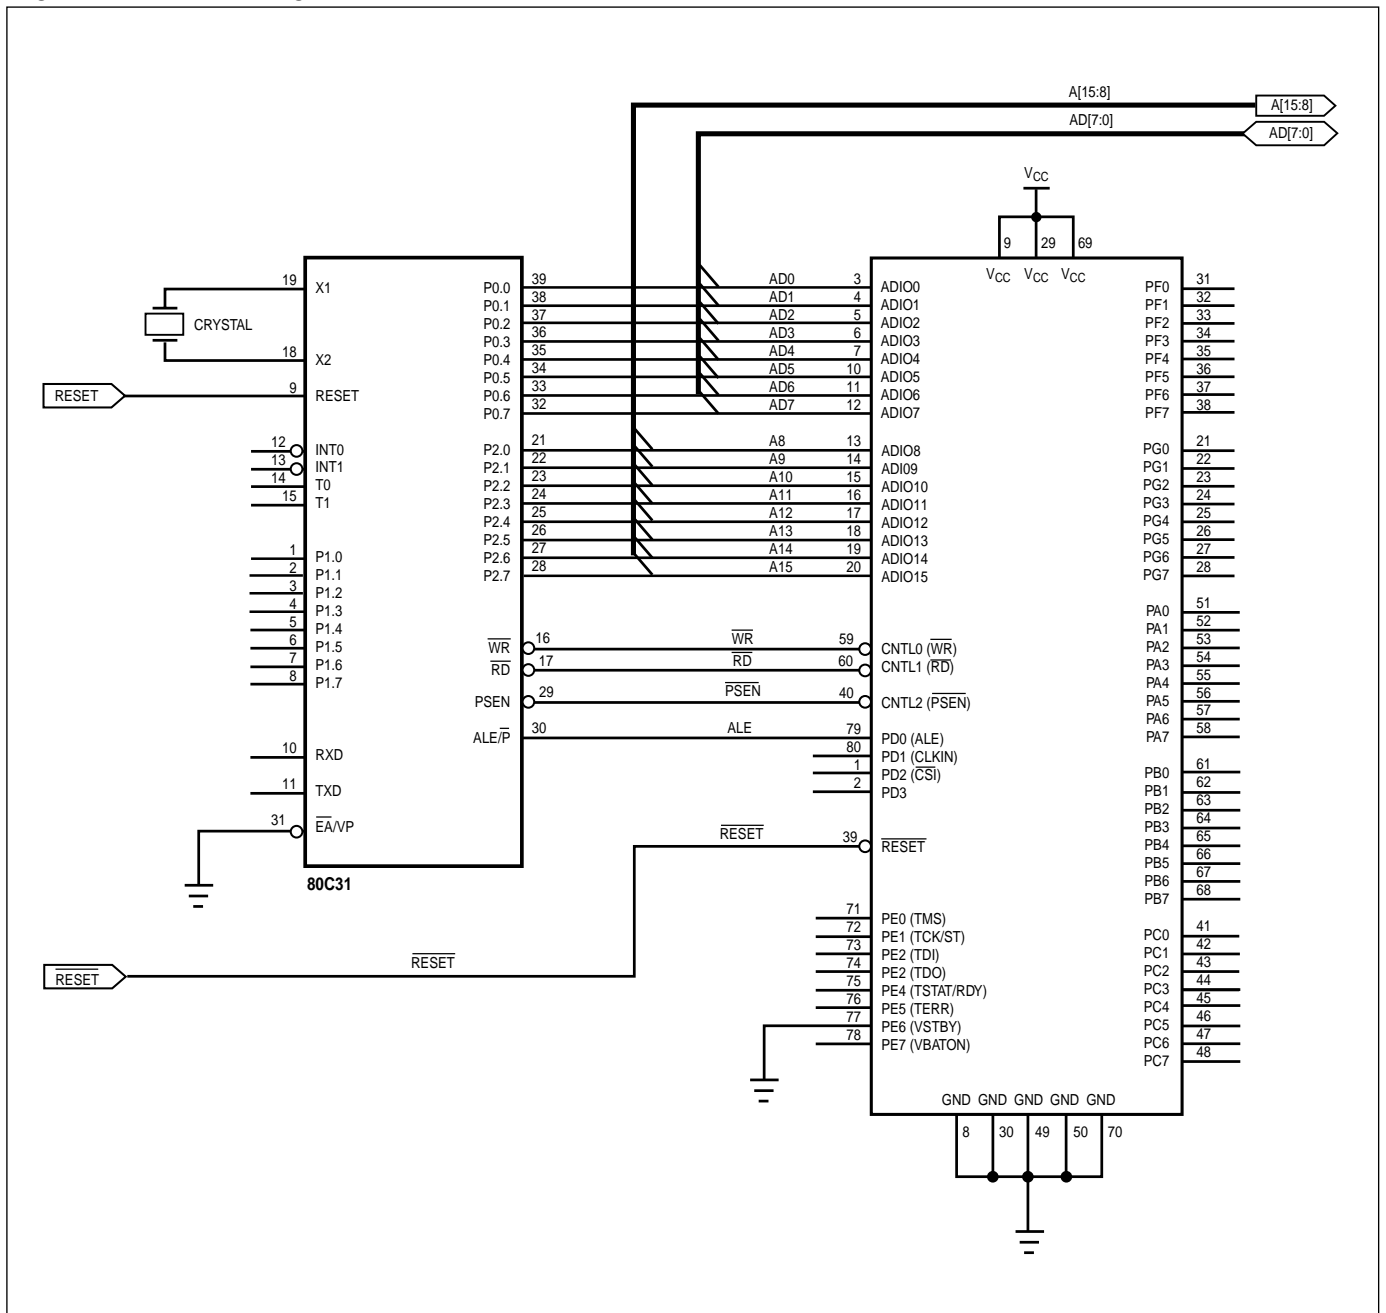 A[15:8]
A[15:8]
AD[7:0]
AD[7:0]
VCC
9 29 69
VCC VCC VCC
19 X1
CRYSTAL
18 X2
RESET
9 RESET
12 INT0
13 INT1
14 T0
15 T1
1 P1.0
2 P1.1
3 P1.2
4 P1.3
5 P1.4
6 P1.5
7 P1.6
8 P1.7
10 RXD
11 TXD
31 E̅A̅/VP
80C31
P0.0 39 AD0 3 ADIO0
P0.1 38 AD1 4 ADIO1
P0.2 37 AD2 5 ADIO2
P0.3 36 AD3 6 ADIO3
P0.4 35 AD4 7 ADIO4
P0.5 34 AD5 10 ADIO5
P0.6 33 AD6 11 ADIO6
P0.7 32 AD7 12 ADIO7
P2.0 21 A8 13 ADIO8
P2.1 22 A9 14 ADIO9
P2.2 23 A10 15 ADIO10
P2.3 24 A11 16 ADIO11
P2.4 25 A12 17 ADIO12
P2.5 26 A13 18 ADIO13
P2.6 27 A14 19 ADIO14
P2.7 28 A15 20 ADIO15
W̅R̅ 16 W̅R̅ 59 CNTL0 (W̅R̅)
R̅D̅ 17 R̅D̅ 60 CNTL1 (R̅D̅)
PSEN 29 P̅S̅E̅N̅ 40 CNTL2 (P̅S̅E̅N̅)
ALE/P̅ 30 ALE 79 PD0 (ALE)
80 PD1 (CLKIN)
1 PD2 (C̅S̅I̅)
2 PD3
R̅E̅S̅E̅T̅ 39 R̅E̅S̅E̅T̅
R̅E̅S̅E̅T̅
R̅E̅S̅E̅T̅
71 PE0 (TMS)
72 PE1 (TCK/ST)
73 PE2 (TDI)
74 PE2 (TDO)
75 PE4 (TSTAT/RDY)
76 PE5 (TERR)
77 PE6 (VSTBY)
78 PE7 (VBATON)
PF0 31
PF1 32
PF2 33
PF3 34
PF4 35
PF5 36
PF6 37
PF7 38
PG0 21
PG1 22
PG2 23
PG3 24
PG4 25
PG5 26
PG6 27
PG7 28
PA0 51
PA1 52
PA2 53
PA3 54
PA4 55
PA5 56
PA6 57
PA7 58
PB0 61
PB1 62
PB2 63
PB3 64
PB4 65
PB5 66
PB6 67
PB7 68
PC0 41
PC1 42
PC2 43
PC3 44
PC4 45
PC5 46
PC6 47
PC7 48
GND GND GND GND GND
8 30 49 50 70